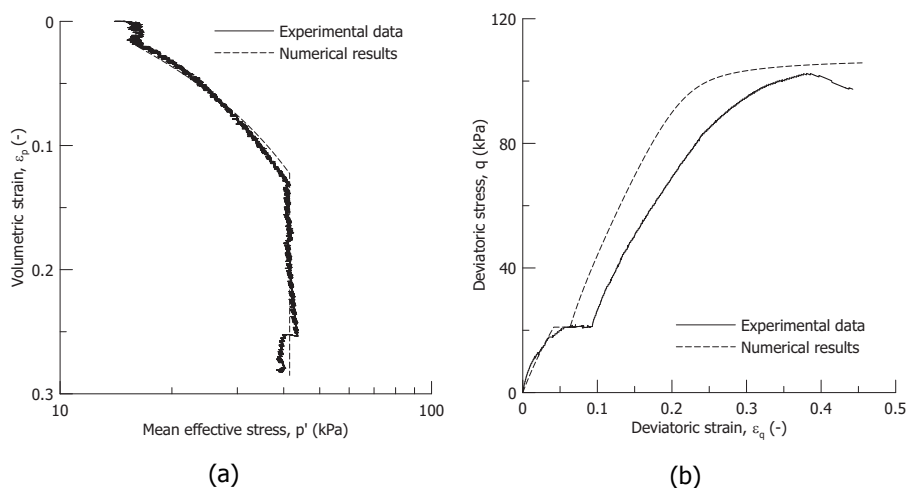 0
0.1
0.2
0.3
Volumetric strain, εp (-)
10
100
Mean effective stress, p' (kPa)
Experimental data
Numerical results
(a)
120
80
40
0
Deviatoric stress, q (kPa)
0
0.1
0.2
0.3
0.4
0.5
Deviatoric strain, εq (-)
Experimental data
Numerical results
(b)